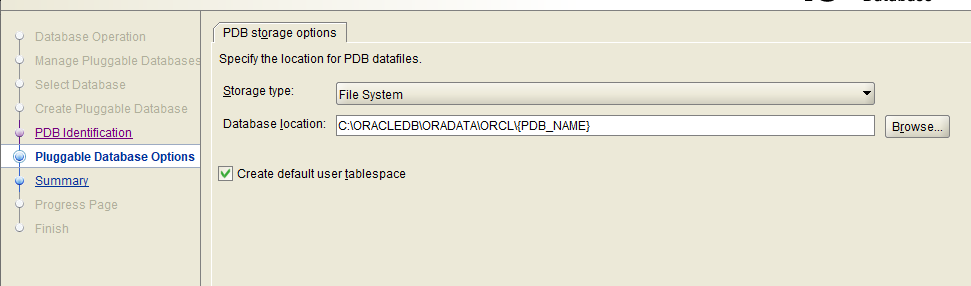 Database
Database Operation
Manage Pluggable Databases
Select Database
Create Pluggable Database
PDB Identification
Pluggable Database Options
Summary
Progress Page
Finish
PDB storage options
Specify the location for PDB datafiles.
Storage type: File System
Database location: C:\ORACLEDB\ORADATA\ORCL\{PDB_NAME} Browse...
Create default user tablespace